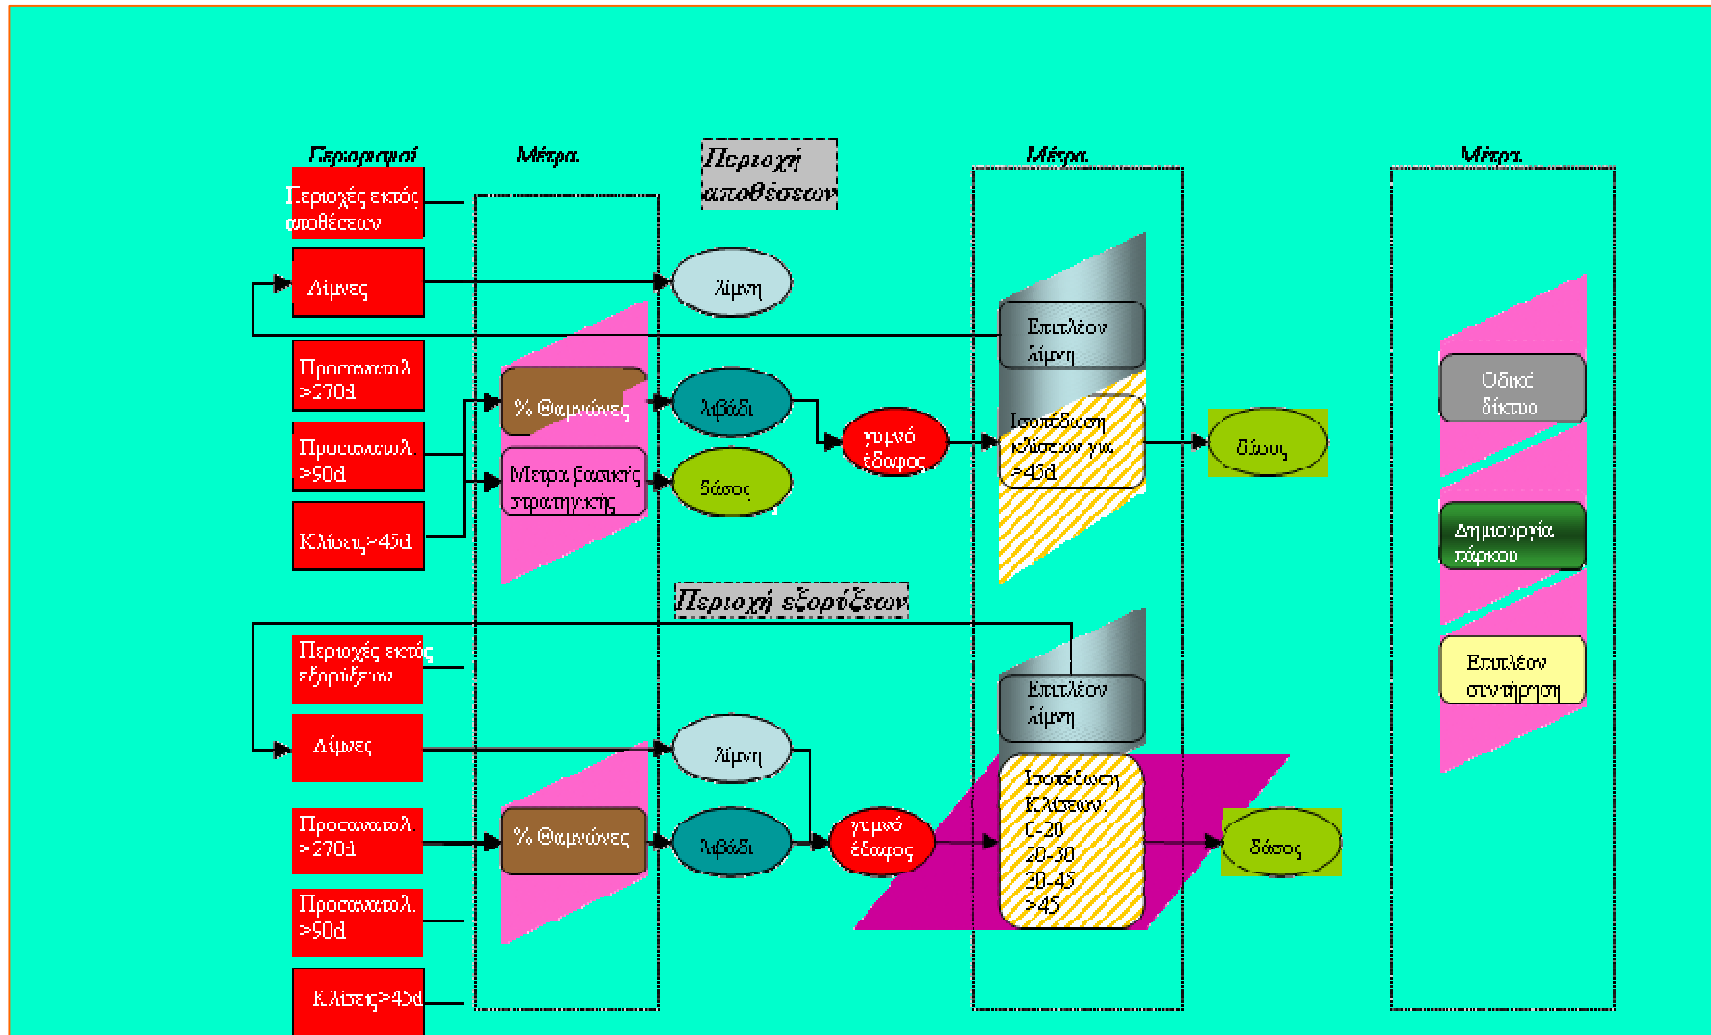 Περιορισμοί
Μέτρα
Περιοχή
αποθέσεων
Μέτρα
Μέτρα
Περιοχές εκτός
αποθέσεων
Λίμνες
λίμνη
Επιπλέον
λίμνη
Προσανατολ.
>270d
% Θαμνώνες
λιβάδι
γυμνό
έδαφος
Ισοπέδωση
κλίσεων για
>45d
δάσος
Οδικό
δίκτυο
Προσανατολ.
>90d
Μέτρα βασικής
στρατηγικής
δάσος
Κλίσεις>45d
Δημιουργία
πάρκου
Περιοχή εξορύξεων
Περιοχές εκτός
εξορύξεων
Επιπλέον
λίμνη
Επιπλέον
συντήρηση
Λίμνες
λίμνη
Προσανατολ.
>270d
% Θαμνώνες
λιβάδι
γυμνό
έδαφος
Ισοπέδωση
Κλίσεων:
0-20
20-30
30-45
>45
δάσος
Προσανατολ.
>90d
Κλίσεις>45d